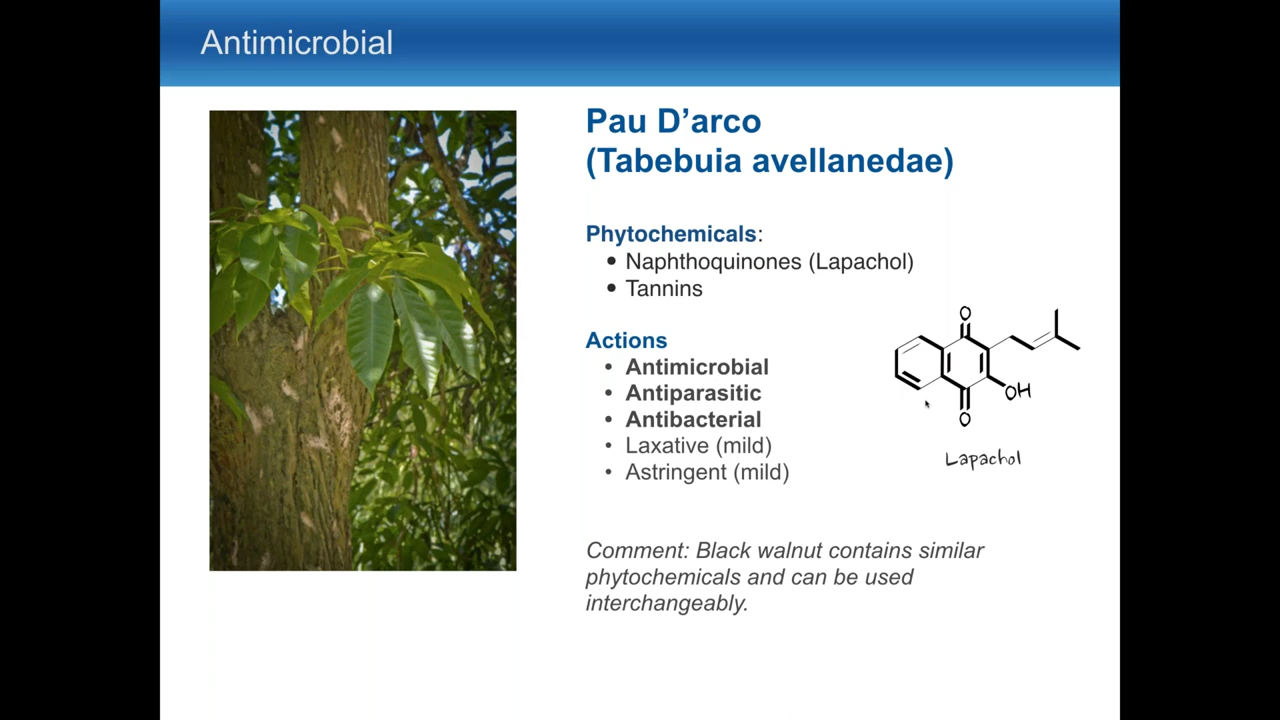 Antimicrobial
Pau D’arco
(Tabebuia avellanedae)
Phytochemicals:
• Naphthoquinones (Lapachol)
• Tannins
Actions
• Antimicrobial
• Antiparasitic
• Antibacterial
• Laxative (mild)
• Astringent (mild)
O
OH
O
Lapachol
Comment: Black walnut contains similar
phytochemicals and can be used
interchangeably.